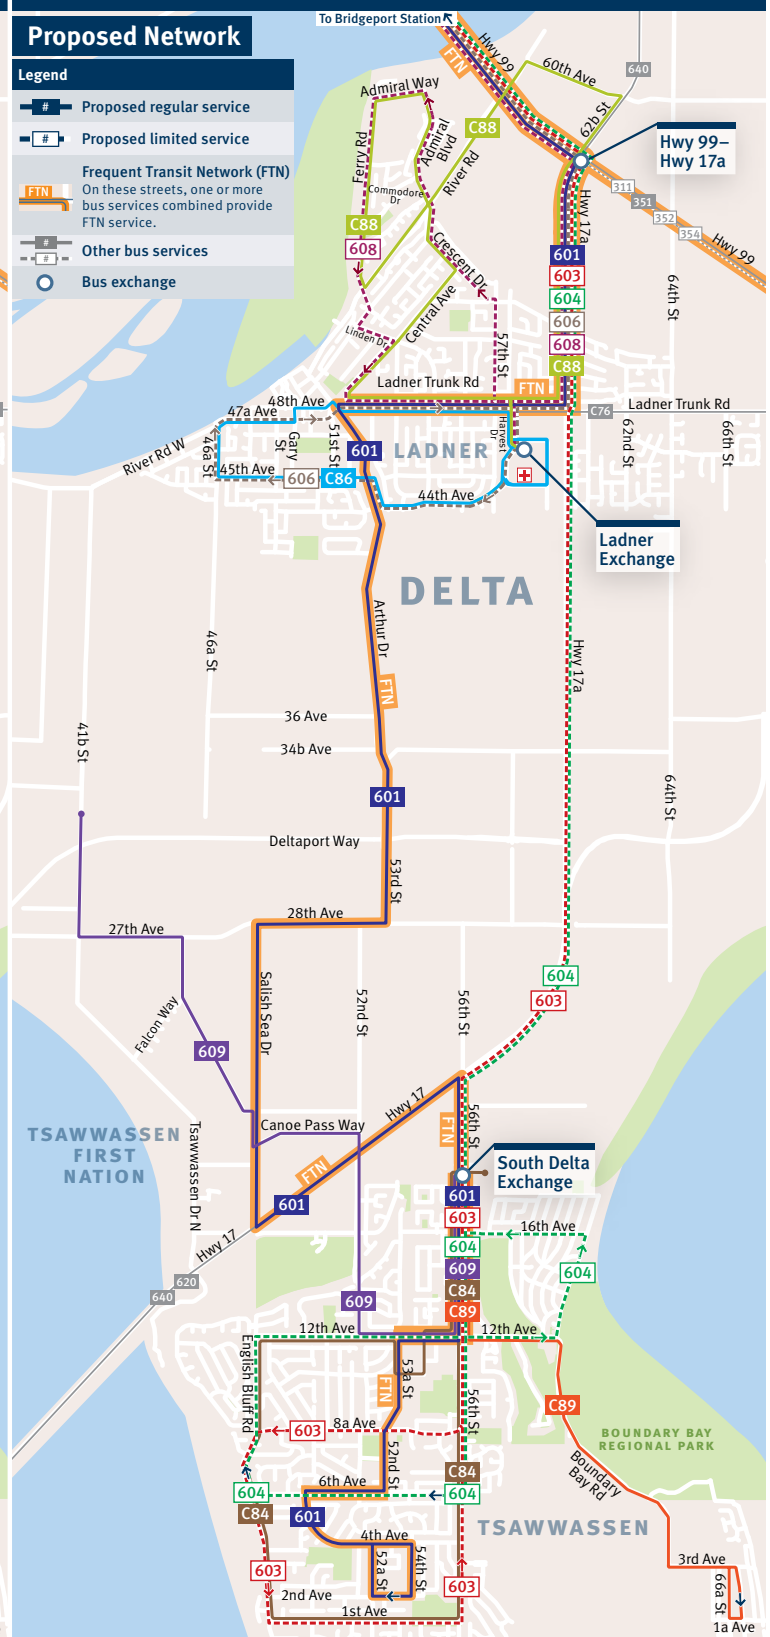 To Bridgeport Station
Proposed Network
Legend
# Proposed regular service
# Proposed limited service
Frequent Transit Network (FTN)
FTN On these streets, one or more
bus services combined provide
FTN service.
#
# Other bus services
Bus exchange
Hwy 99
FTN
60th Ave
640
62b St
Admiral Way
Ferry Rd
Admiral
Blvd
C88
River Rd
Commodore
Dr
Hwy 99–
Hwy 17a
311
351
352
354
Hwy 99
Hwy 17a
C88
608
Crescent Dr
Central Ave
Linden Dr
57th St
64th St
601
603
604
606
608
C88
Ladner Trunk Rd
FTN
C76
Ladner Trunk Rd
48th Ave
47a Ave
46a St
Gary
St
51st St
River Rd W
45th Ave
606
C86
601
LADNER
Harvest
Dr
44th Ave
62nd St
66th St
Ladner
Exchange
DELTA
Arthur Dr
46a St
Hwy 17a
FTN
36 Ave
34b Ave
41b St
601
64th St
Deltaport Way
53rd St
28th Ave
27th Ave
Salish Sea Dr
52nd St
56th St
604
603
Falcon Way
609
TSAWWASSEN
FIRST
NATION
Tsawwassen Dr N
Canoe Pass Way
Hwy 17
FTN
56th St
FTN
South Delta
Exchange
601
601
603
604
609
C84
C89
Hwy 17
620
640
16th Ave
604
609
12th Ave
12th Ave
English Bluff Rd
53a St
FTN
56th St
C89
603
8a Ave
52nd St
BOUNDARY BAY
REGIONAL PARK
Boundary
Bay Rd
C84
6th Ave
604
604
C84
601
TSAWWASSEN
4th Ave
52a St
54th St
603
603
2nd Ave
1st Ave
3rd Ave
66a St
1a Ave